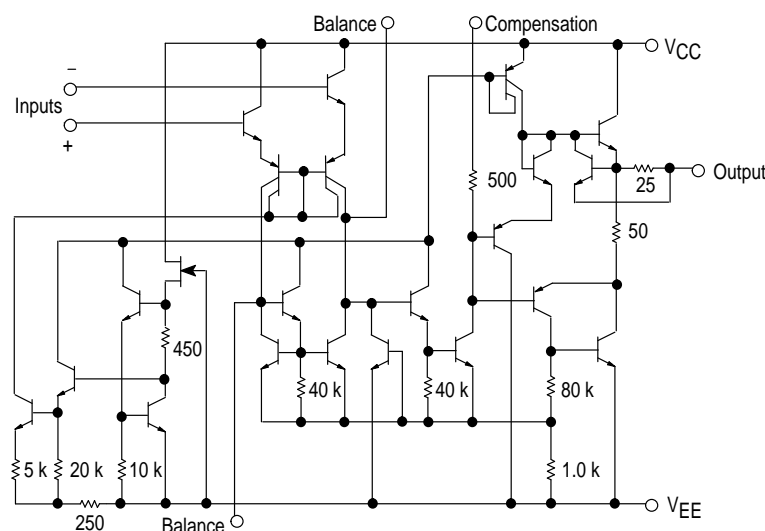 Balance
Compensation
VCC
−
Inputs
+
500
25
Output
50
450
40 k
40 k
80 k
5 k
20 k
10 k
1.0 k
250
Balance
VEE